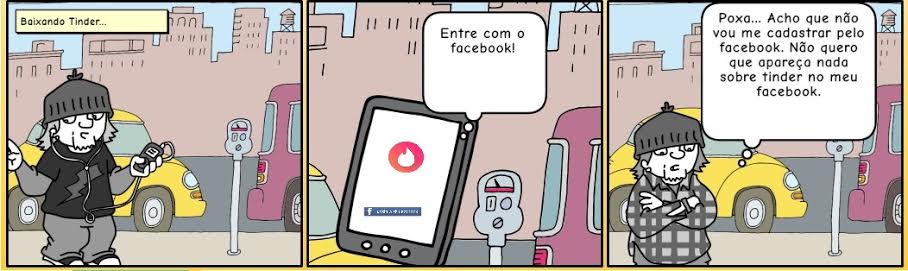 Baixando Tinder...
Entre com o
facebook!
Poxa... Acho que não
vou me cadastrar pelo
facebook. Não quero
que apareça nada
sobre tinder no meu
facebook.